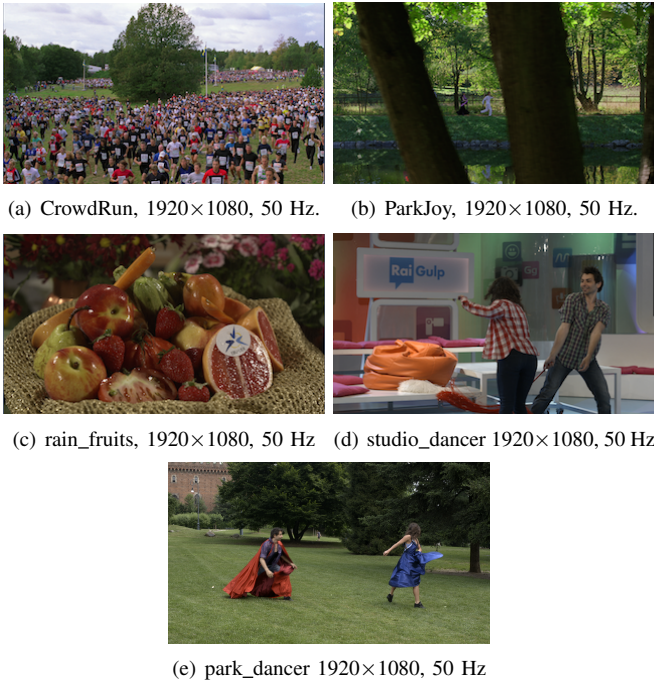 (a) CrowdRun, 1920×1080, 50 Hz.
(b) ParkJoy, 1920×1080, 50 Hz.
Rai Gulp
(c) rain_fruits, 1920×1080, 50 Hz
(d) studio_dancer 1920×1080, 50 Hz
(e) park_dancer 1920×1080, 50 Hz